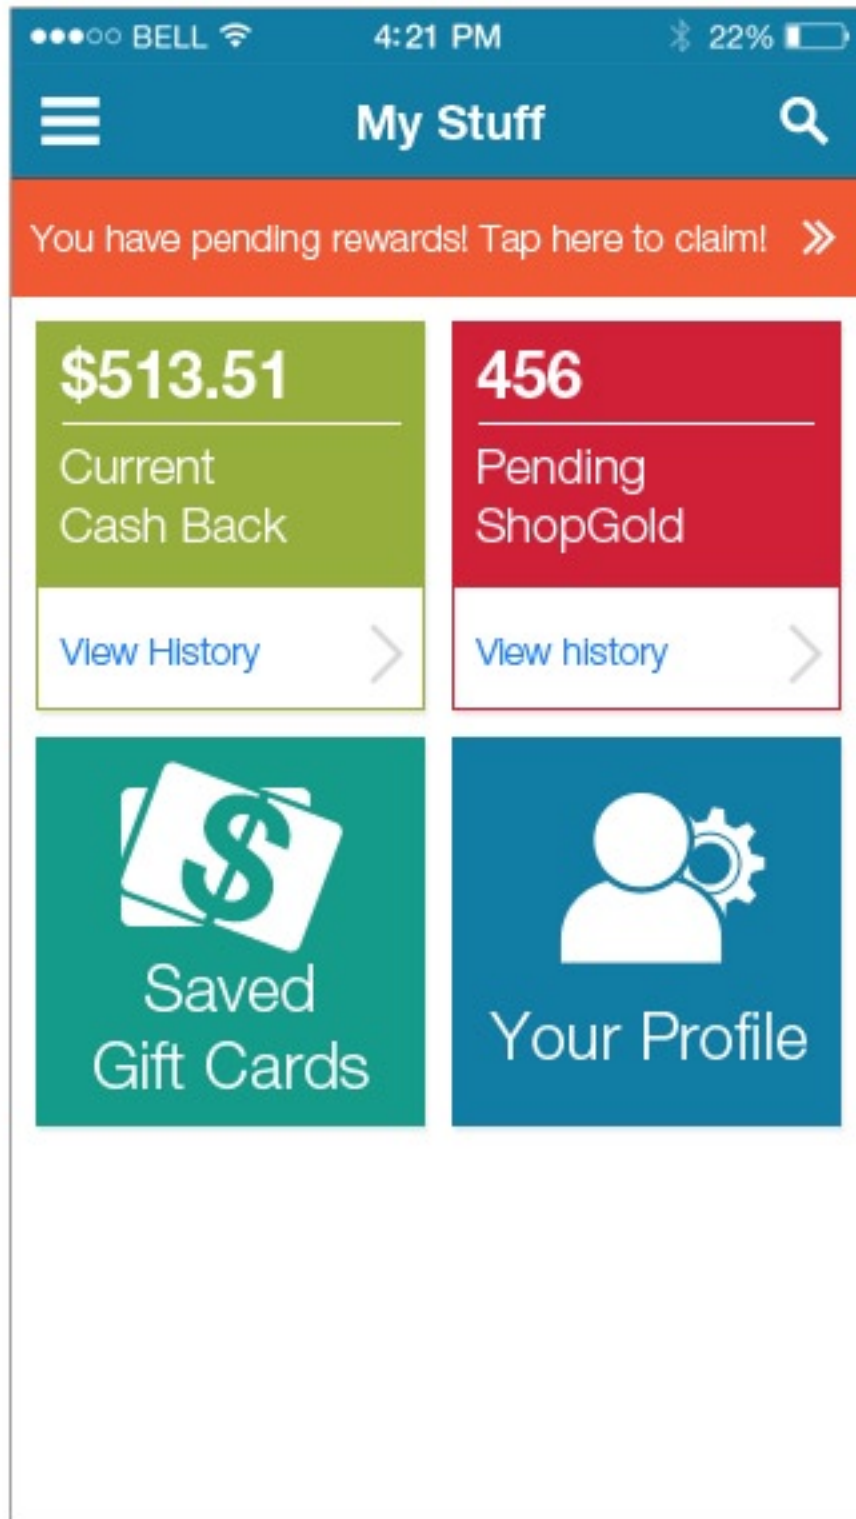 BELL 4:21 PM 22%
My Stuff
You have pending rewards! Tap here to claim!
$513.51
Current
Cash Back
View History
456
Pending
ShopGold
View history
Saved
Gift Cards
Your Profile